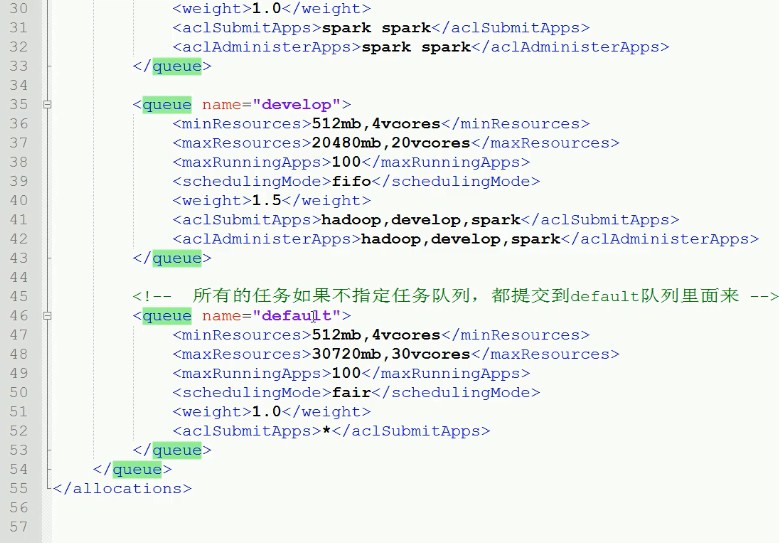 30 <weight>1.0</weight>
31 <aclSubmitApps>spark spark</aclSubmitApps>
32 <aclAdministerApps>spark spark</aclAdministerApps>
33 </queue>
34
35 <queue name="develop">
36 <minResources>512mb,4vcores</minResources>
37 <maxResources>20480mb,20vcores</maxResources>
38 <maxRunningApps>100</maxRunningApps>
39 <schedulingMode>fifo</schedulingMode>
40 <weight>1.5</weight>
41 <aclSubmitApps>hadoop,develop,spark</aclSubmitApps>
42 <aclAdministerApps>hadoop,develop,spark</aclAdministerApps>
43 </queue>
44
45 <!-- 所有的任务如果不指定任务队列，都提交到default队列里面来 -->
46 <queue name="default">
47 <minResources>512mb,4vcores</minResources>
48 <maxResources>30720mb,30vcores</maxResources>
49 <maxRunningApps>100</maxRunningApps>
50 <schedulingMode>fair</schedulingMode>
51 <weight>1.0</weight>
52 <aclSubmitApps>*</aclSubmitApps>
53 </queue>
54 </queue>
55 </allocations>
56
57